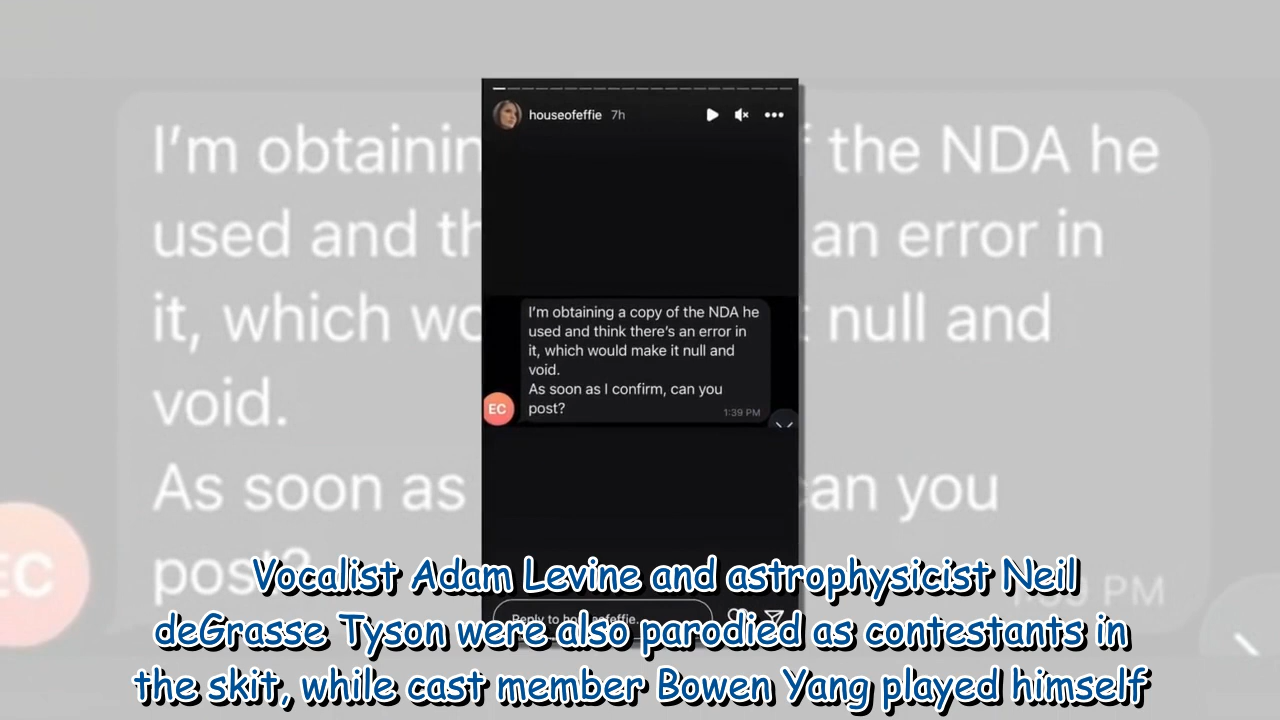 houseofeffie 7h
I'm obtaining a copy of the NDA he
used and think there's an error in
it, which would make it null and
void.
As soon as I confirm, can you
post?
1:39 PM
EC
I'm obtainin the NDA he
used and th an error in
it, which wo null and
void.
As soon as can you
post?
PM
EC
Reply to
Vocalist Adam Levine and astrophysicist Neil
deGrasse Tyson were also parodied as contestants in
the skit, while cast member Bowen Yang played himself